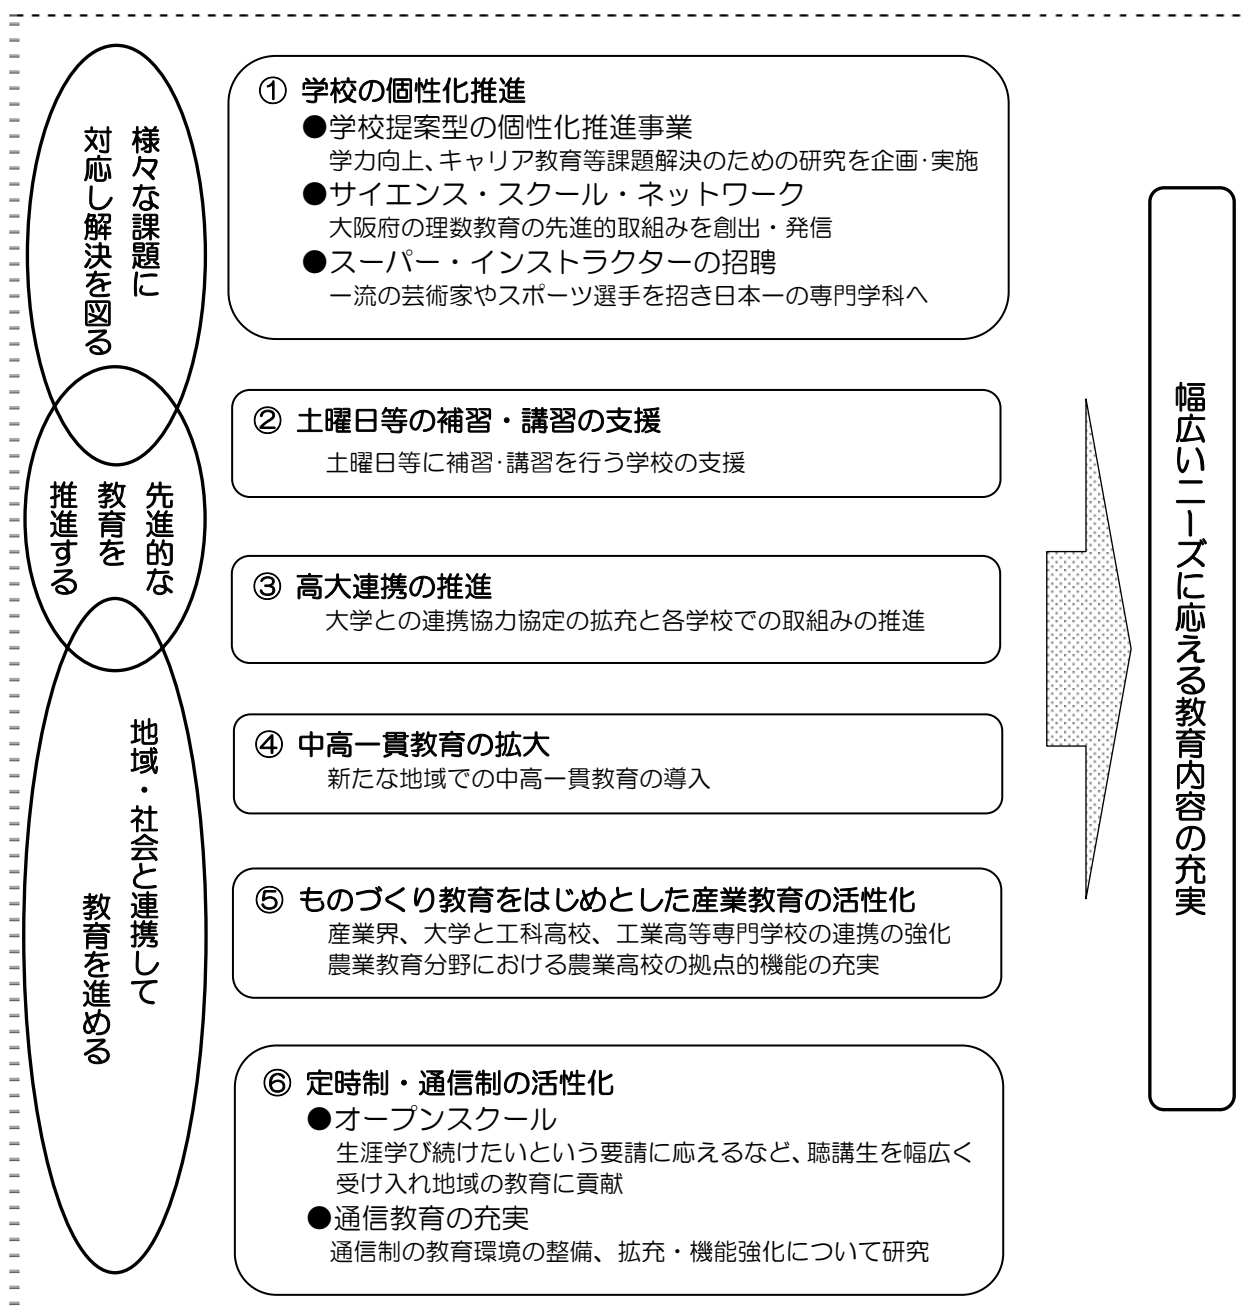 様々な課題に
対応し解決を図る
先進的な
教育を
推進する
地域・社会と連携して
教育を進める
① 学校の個性化推進
●学校提案型の個性化推進事業
学力向上、キャリア教育等課題解決のための研究を企画・実施
●サイエンス・スクール・ネットワーク
大阪府の理数教育の先進的取組みを創出・発信
●スーパー・インストラクターの招聘
一流の芸術家やスポーツ選手を招き日本一の専門学科へ
② 土曜日等の補習・講習の支援
土曜日等に補習・講習を行う学校の支援
③ 高大連携の推進
大学との連携協力協定の拡充と各学校での取組みの推進
④ 中高一貫教育の拡大
新たな地域での中高一貫教育の導入
⑤ ものづくり教育をはじめとした産業教育の活性化
産業界、大学と工科高校、工業高等専門学校の連携の強化
農業教育分野における農業高校の拠点的機能の充実
⑥ 定時制・通信制の活性化
●オープンスクール
生涯学び続けたいという要請に応えるなど、聴講生を幅広く
受け入れ地域の教育に貢献
●通信教育の充実
通信制の教育環境の整備、拡充・機能強化について研究
幅広いニーズに応える教育内容の充実